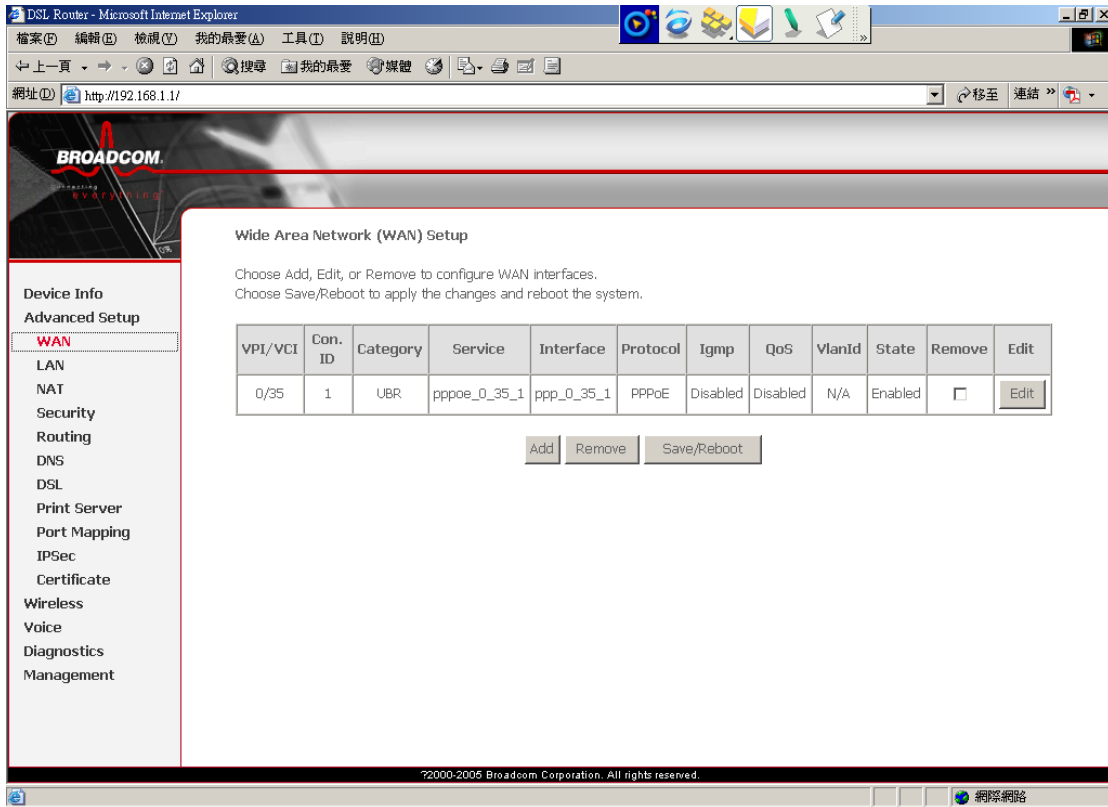 DSL Router - Microsoft Internet Explorer
檔案(F) 編輯(E) 檢視(V) 我的最愛(A) 工具(T) 說明(H)
上一頁 搜尋 我的最愛 媒體
網址(D) http://192.168.1.1/ 移至 連結
BROADCOM.
Connecting
everything
Wide Area Network (WAN) Setup
Choose Add, Edit, or Remove to configure WAN interfaces.
Choose Save/Reboot to apply the changes and reboot the system.
Device Info
Advanced Setup
WAN
LAN
NAT
Security
Routing
DNS
DSL
Print Server
Port Mapping
IPSec
Certificate
Wireless
Voice
Diagnostics
Management
VPI/VCI Con. ID Category Service Interface Protocol Igmp QoS VlanId State Remove Edit
0/35 1 UBR pppoe_0_35_1 ppp_0_35_1 PPPoE Disabled Disabled N/A Enabled Edit
Add Remove Save/Reboot
?2000-2005 Broadcom Corporation. All rights reserved.
網際網路